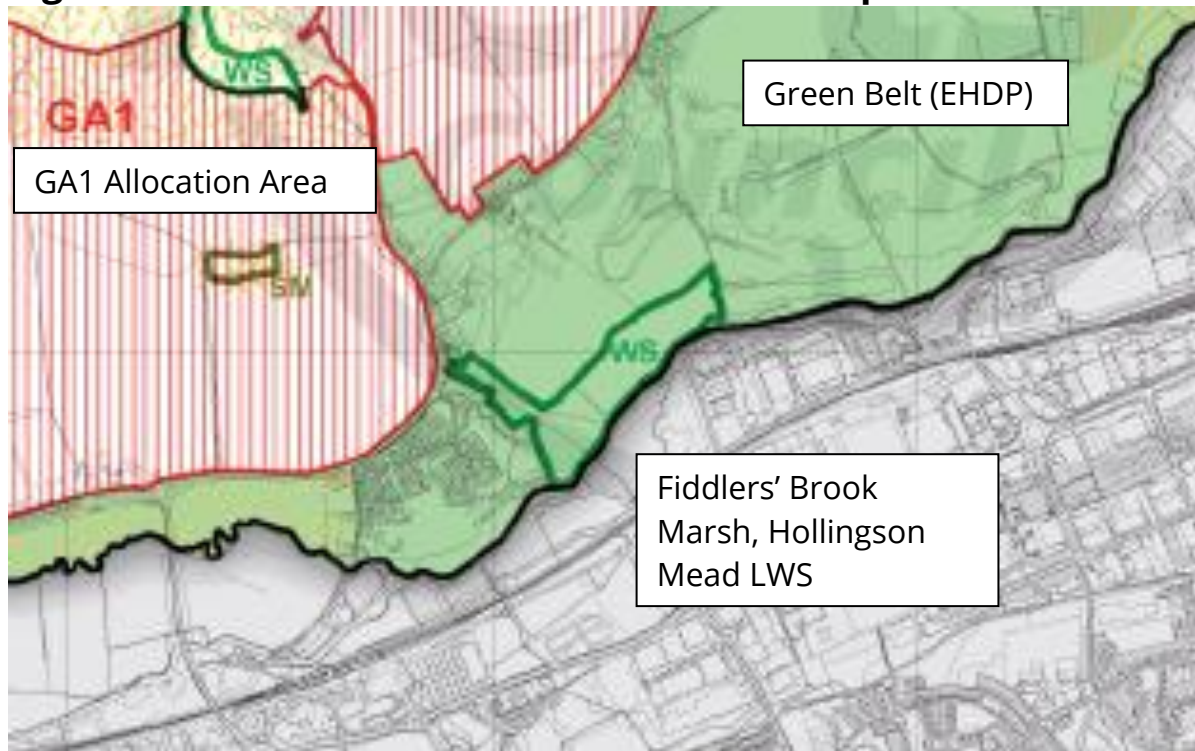 WS
Green Belt (EHDP)
GA1
GA1 Allocation Area
SM
WS
Fiddlers’ Brook
Marsh, Hollingson
Mead LWS